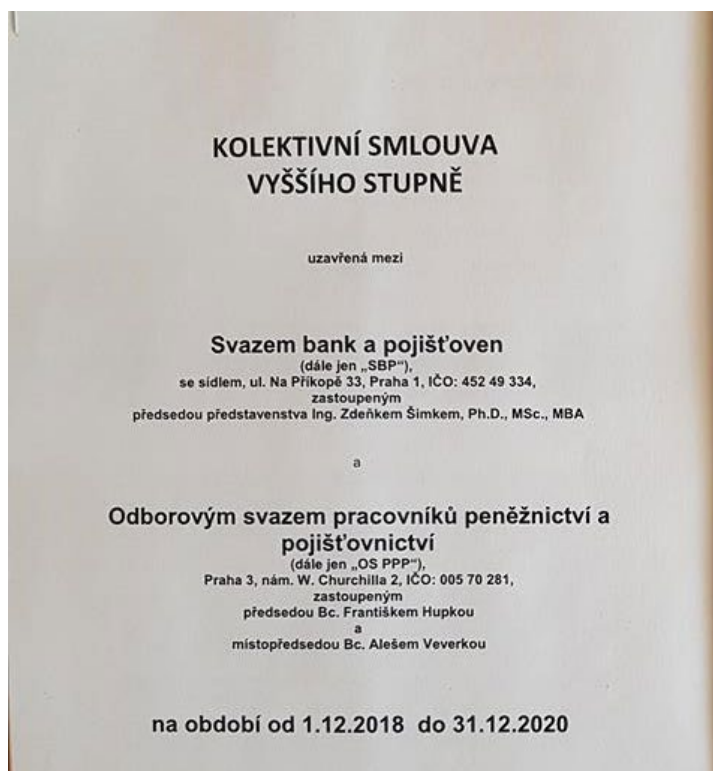 KOLEKTIVNÍ SMLOUVA
VYŠŠÍHO STUPNĚ
uzavřená mezi
Svazem bank a pojišťoven
(dále jen „SBP“),
se sídlem, ul. Na Příkopě 33, Praha 1, IČO: 452 49 334,
zastoupeným
předsedou představenstva Ing. Zdeňkem Šimkem, Ph.D., MSc., MBA
a
Odborovým svazem pracovníků peněžnictví a
pojišťovnictví
(dále jen „OS PPP“),
Praha 3, nám. W. Churchilla 2, IČO: 005 70 281,
zastoupeným
předsedou Bc. Františkem Hupkou
a
místopředsedou Bc. Alešem Veverkou
na období od 1.12.2018 do 31.12.2020